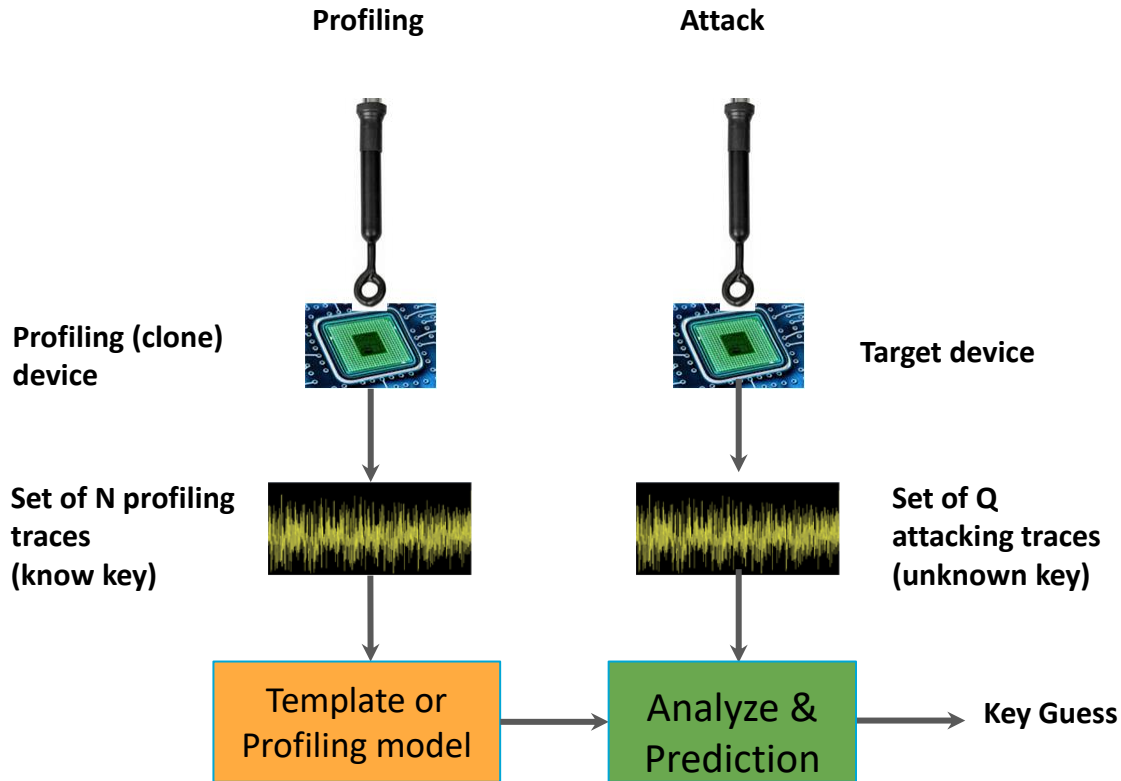 Profiling
Attack
Profiling (clone)
device
Target device
Set of N profiling
traces
(know key)
Set of Q
attacking traces
(unknown key)
Template or
Profiling model
Analyze &
Prediction
Key Guess